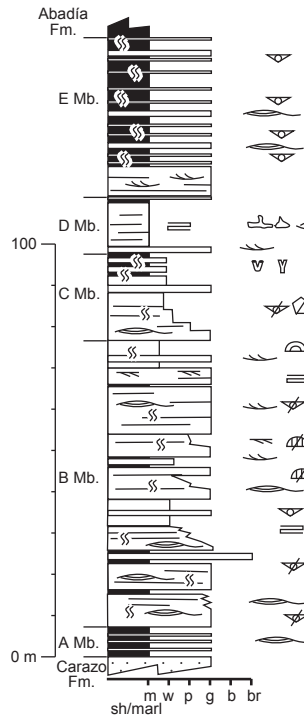 Abadía
Fm.
E Mb.
D Mb.
100
C Mb.
B Mb.
A Mb.
0 m
Carazo
Fm.
m w p g b br
sh/marl